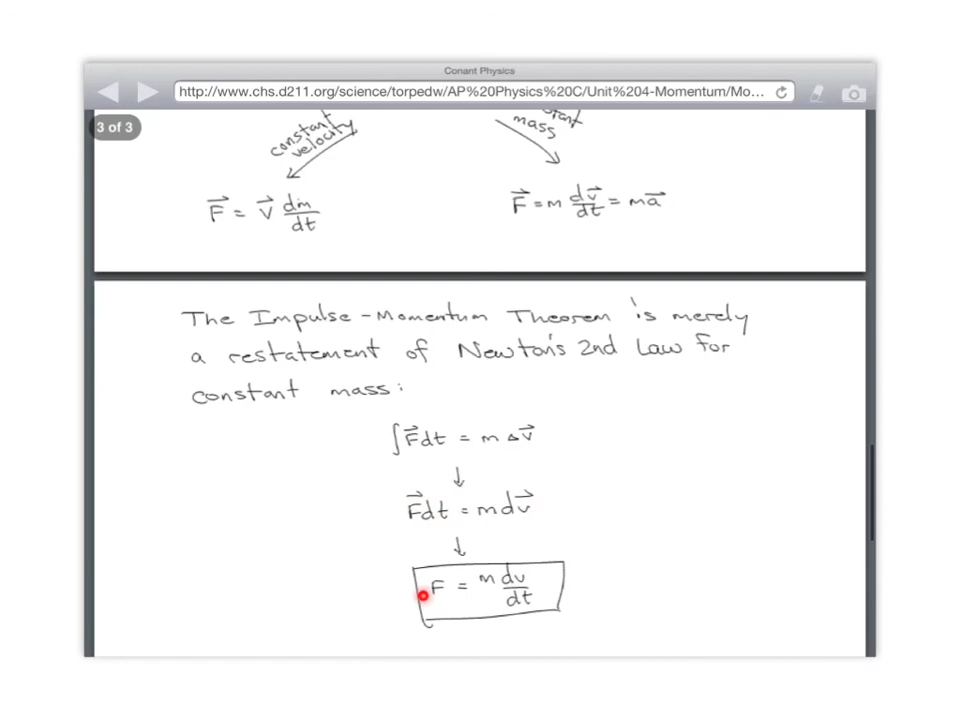 Conant Physics
http://www.chs.d211.org/science/torpedw/AP%20Physics%20C/Unit%204-Momentum/Mo...
3 of 3
constant
velocity
mass
F⃗ = v⃗ dm/dt
F⃗ = m dv⃗/dt = ma⃗
The Impulse-Momentum Theorem is merely
a restatement of Newton's 2nd Law for
constant mass:
∫F⃗dt = m△v⃗
↓
F⃗dt = mdv⃗
↓
F = m dv/dt